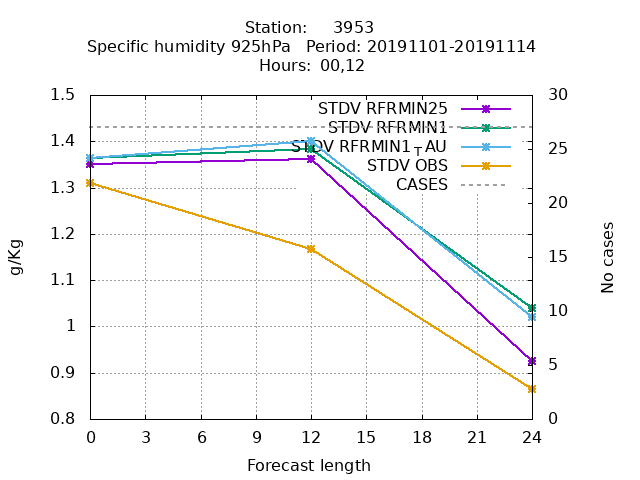 Station: 3953
Specific humidity 925hPa Period: 20191101-20191114
Hours: 00,12
1.5
1.4
1.3
1.2
1.1
1
0.9
0.8
g/Kg
STDV RFRMIN25
STDV RFRMIN1
STDV RFRMIN1TAU
STDV OBS
CASES
30
25
20
15
10
5
0
No cases
0 3 6 9 12 15 18 21 24
Forecast length